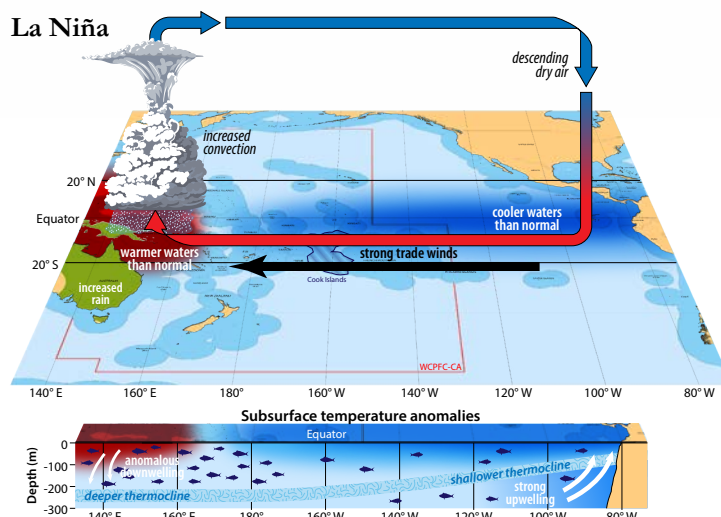 La Niña
descending
dry air
increased
convection
20° N
Equator
20° S
cooler waters
than normal
warmer waters
than normal
strong trade winds
increased
rain
Cook Islands
NEW ZEALAND
WCPFC-CA
140° E
160° E
180°
160° W
140° W
120° W
100° W
80° W
Subsurface temperature anomalies
Equator
Depth (m)
0
-100
-200
-300
anomalous
downwelling
deeper thermocline
shallower thermocline
strong
upwelling
140° E
160° E
180°
160° W
140° W
120° W
100° W
80° W